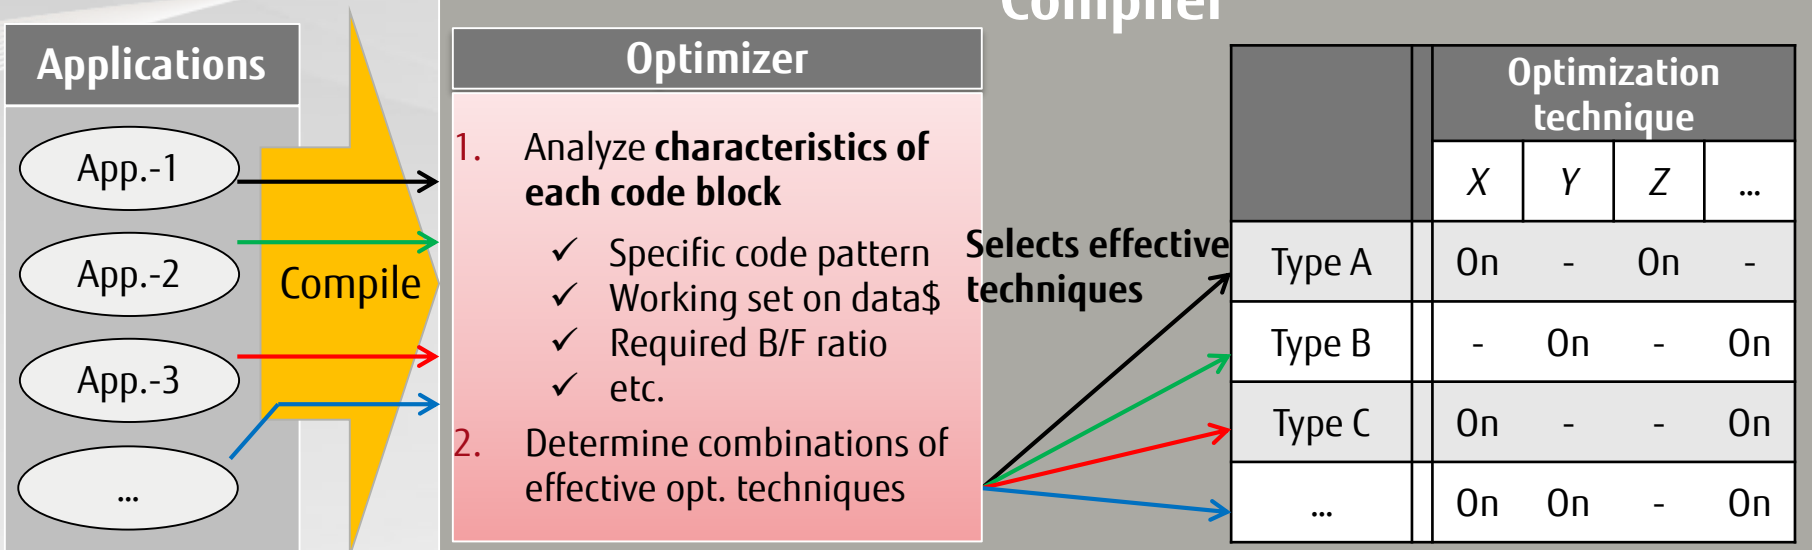 Compiler
Applications
App.-1
App.-2
App.-3
...
Compile
Optimizer
1. Analyze characteristics of
each code block
✓ Specific code pattern
✓ Working set on data$
✓ Required B/F ratio
✓ etc.
2. Determine combinations of
effective opt. techniques
Selects effective
techniques
Optimization
technique
X Y Z ...
Type A On - On -
Type B - On - On
Type C On - - On
... On On - On